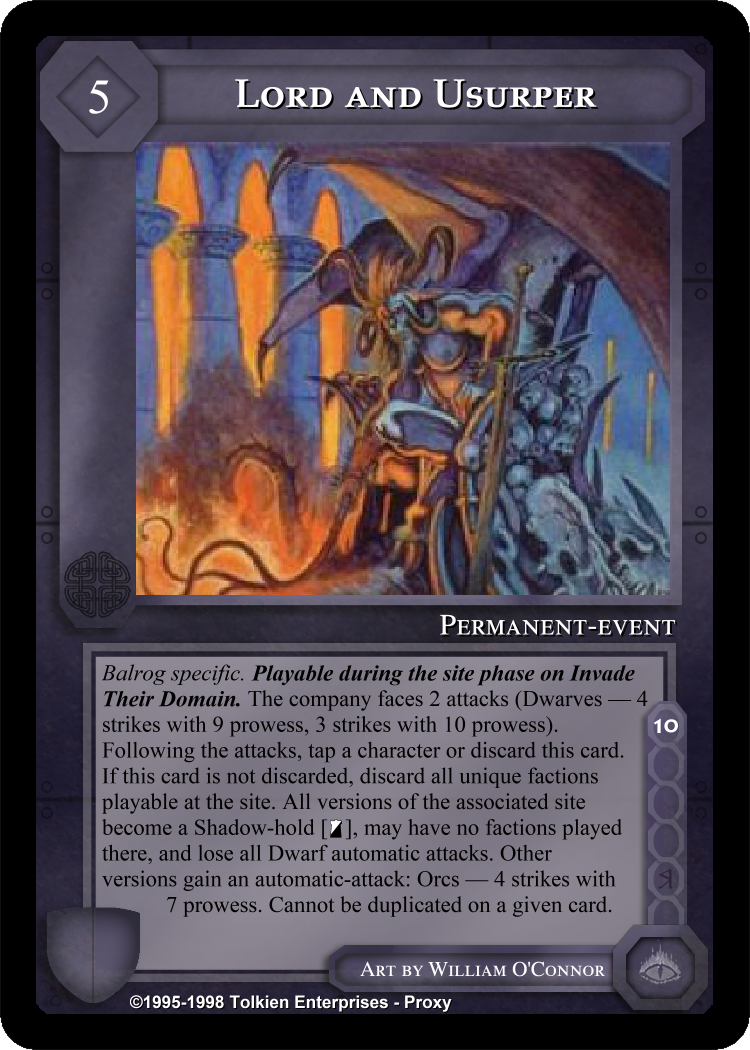 5
Lord and Usurper
Permanent-event
Balrog specific. Playable during the site phase on Invade
Their Domain. The company faces 2 attacks (Dwarves — 4
strikes with 9 prowess, 3 strikes with 10 prowess).
Following the attacks, tap a character or discard this card.
If this card is not discarded, discard all unique factions
playable at the site. All versions of the associated site
become a Shadow-hold [ ], may have no factions played
there, and lose all Dwarf automatic attacks. Other
versions gain an automatic-attack: Orcs — 4 strikes with
7 prowess. Cannot be duplicated on a given card.
10
Art by William O'Connor
©1995-1998 Tolkien Enterprises - Proxy